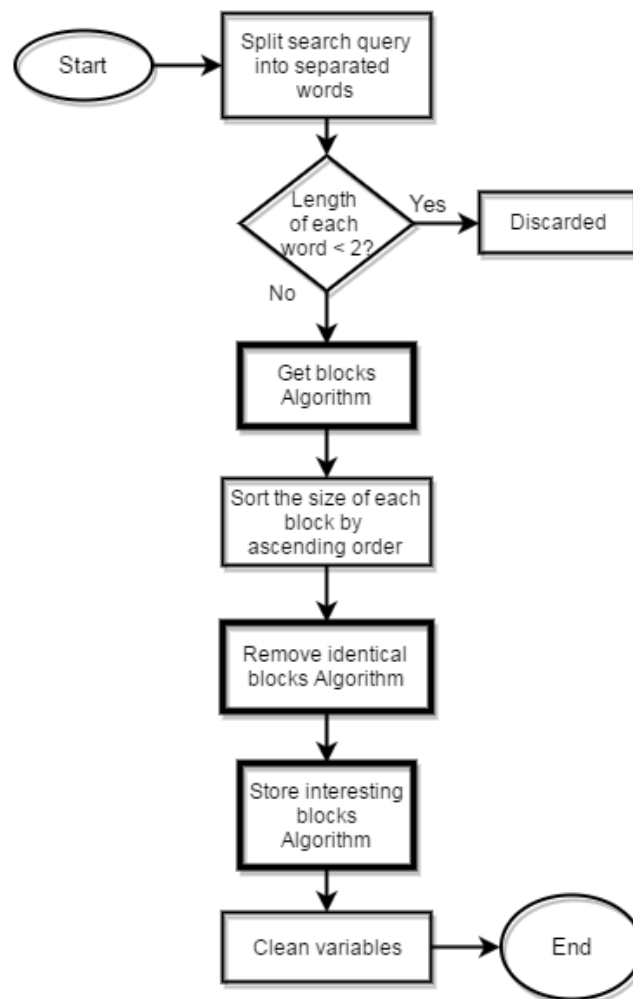 Start
Split search query
into separated
words
Length
of each
word < 2?
Yes
Discarded
No
Get blocks
Algorithm
Sort the size of each
block by
ascending order
Remove identical
blocks Algorithm
Store interesting
blocks
Algorithm
Clean variables
End